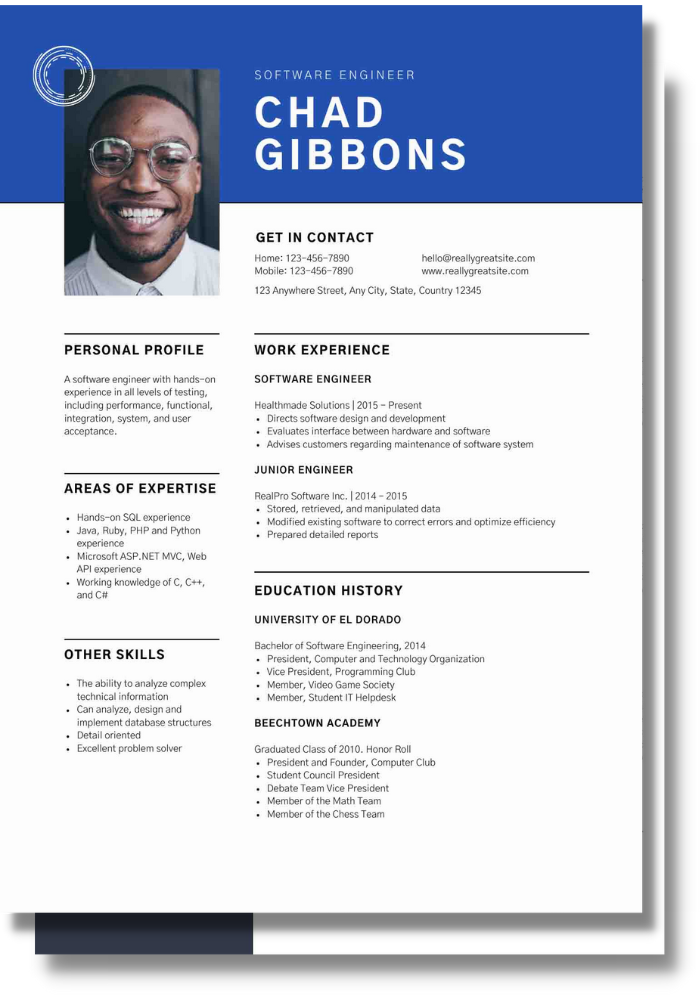 SOFTWARE ENGINEER
CHAD
GIBBONS
GET IN CONTACT
Home: 123-456-7890
Mobile: 123-456-7890
hello@reallygreatsite.com
www.reallygreatsite.com
123 Anywhere Street, Any City, State, Country 12345
PERSONAL PROFILE
A software engineer with hands-on
experience in all levels of testing,
including performance, functional,
integration, system, and user
acceptance.
AREAS OF EXPERTISE
• Hands-on SQL experience
• Java, Ruby, PHP and Python
experience
• Microsoft ASP.NET MVC, Web
API experience
• Working knowledge of C, C++,
and C#
OTHER SKILLS
• The ability to analyze complex
technical information
• Can analyze, design and
implement database structures
• Detail oriented
• Excellent problem solver
WORK EXPERIENCE
SOFTWARE ENGINEER
Healthmade Solutions | 2015 - Present
• Directs software design and development
• Evaluates interface between hardware and software
• Advises customers regarding maintenance of software system
JUNIOR ENGINEER
RealPro Software Inc. | 2014 - 2015
• Stored, retrieved, and manipulated data
• Modified existing software to correct errors and optimize efficiency
• Prepared detailed reports
EDUCATION HISTORY
UNIVERSITY OF EL DORADO
Bachelor of Software Engineering, 2014
• President, Computer and Technology Organization
• Vice President, Programming Club
• Member, Video Game Society
• Member, Student IT Helpdesk
BEECHTOWN ACADEMY
Graduated Class of 2010. Honor Roll
• President and Founder, Computer Club
• Student Council President
• Debate Team Vice President
• Member of the Math Team
• Member of the Chess Team